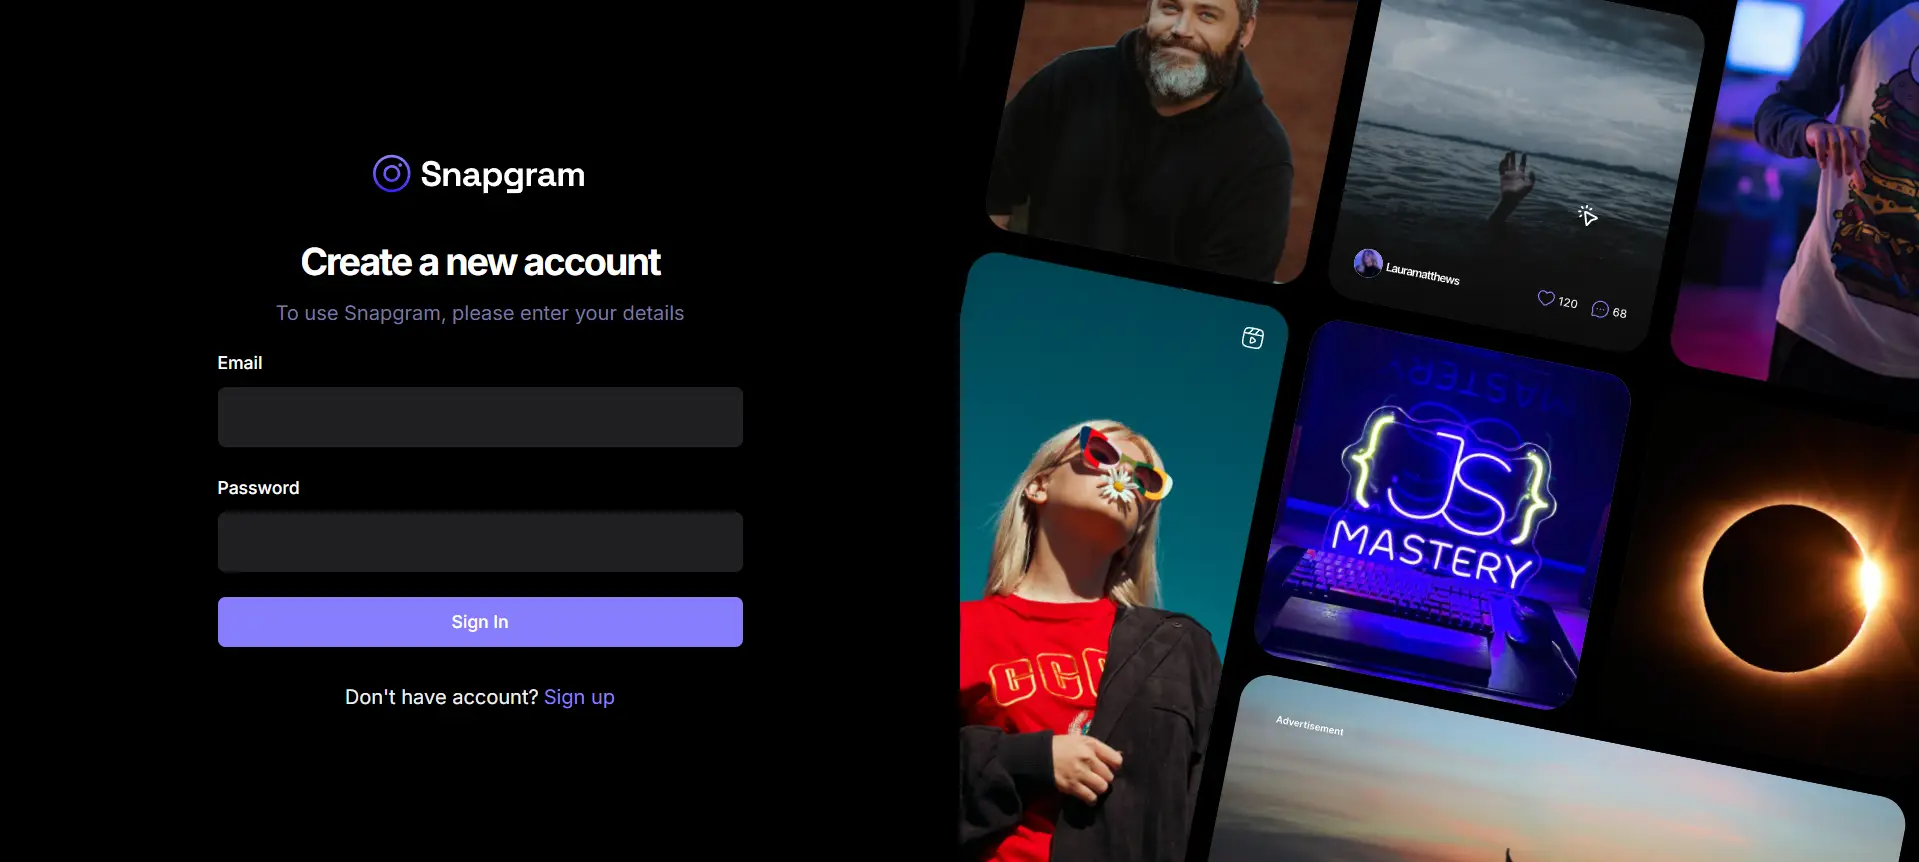 Snapgram
Create a new account
To use Snapgram, please enter your details
Email
Password
Sign In
Don't have account? Sign up
Lauramatthews
120
68
MASTERY
{JS}
MASTERY
Advertisement